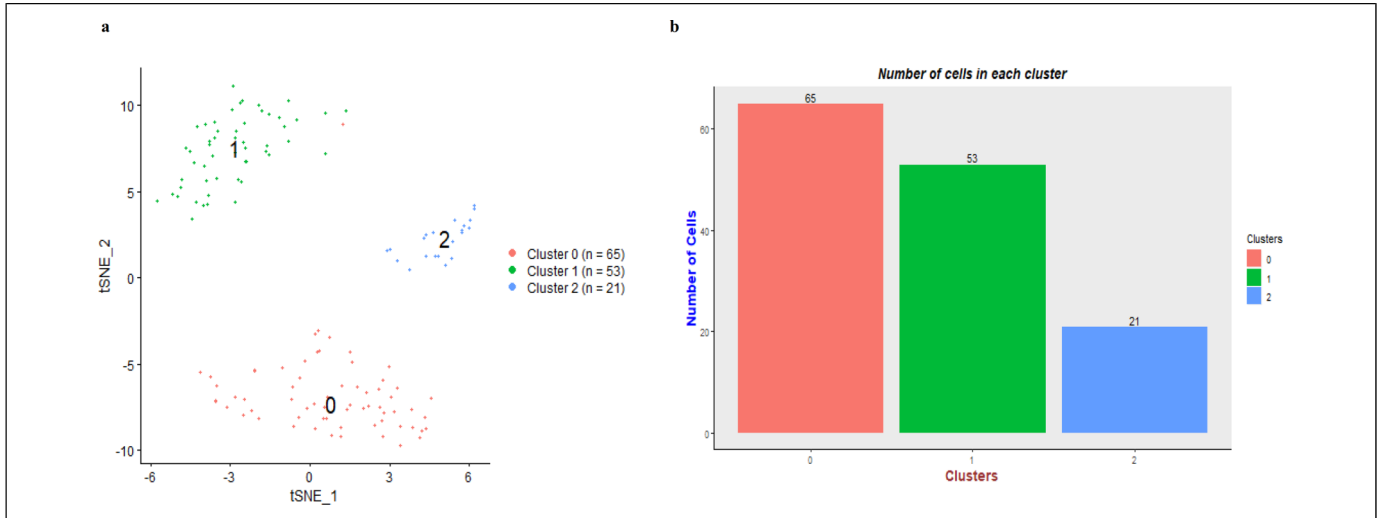 a
10
5
0
-5
-10
tSNE_2
1
2
0
-6
-3
0
3
6
tSNE_1
Cluster 0 (n = 65)
Cluster 1 (n = 53)
Cluster 2 (n = 21)
b
Number of cells in each cluster
65
53
21
60
40
20
0
Number of Cells
0
1
2
Clusters
Clusters
0
1
2